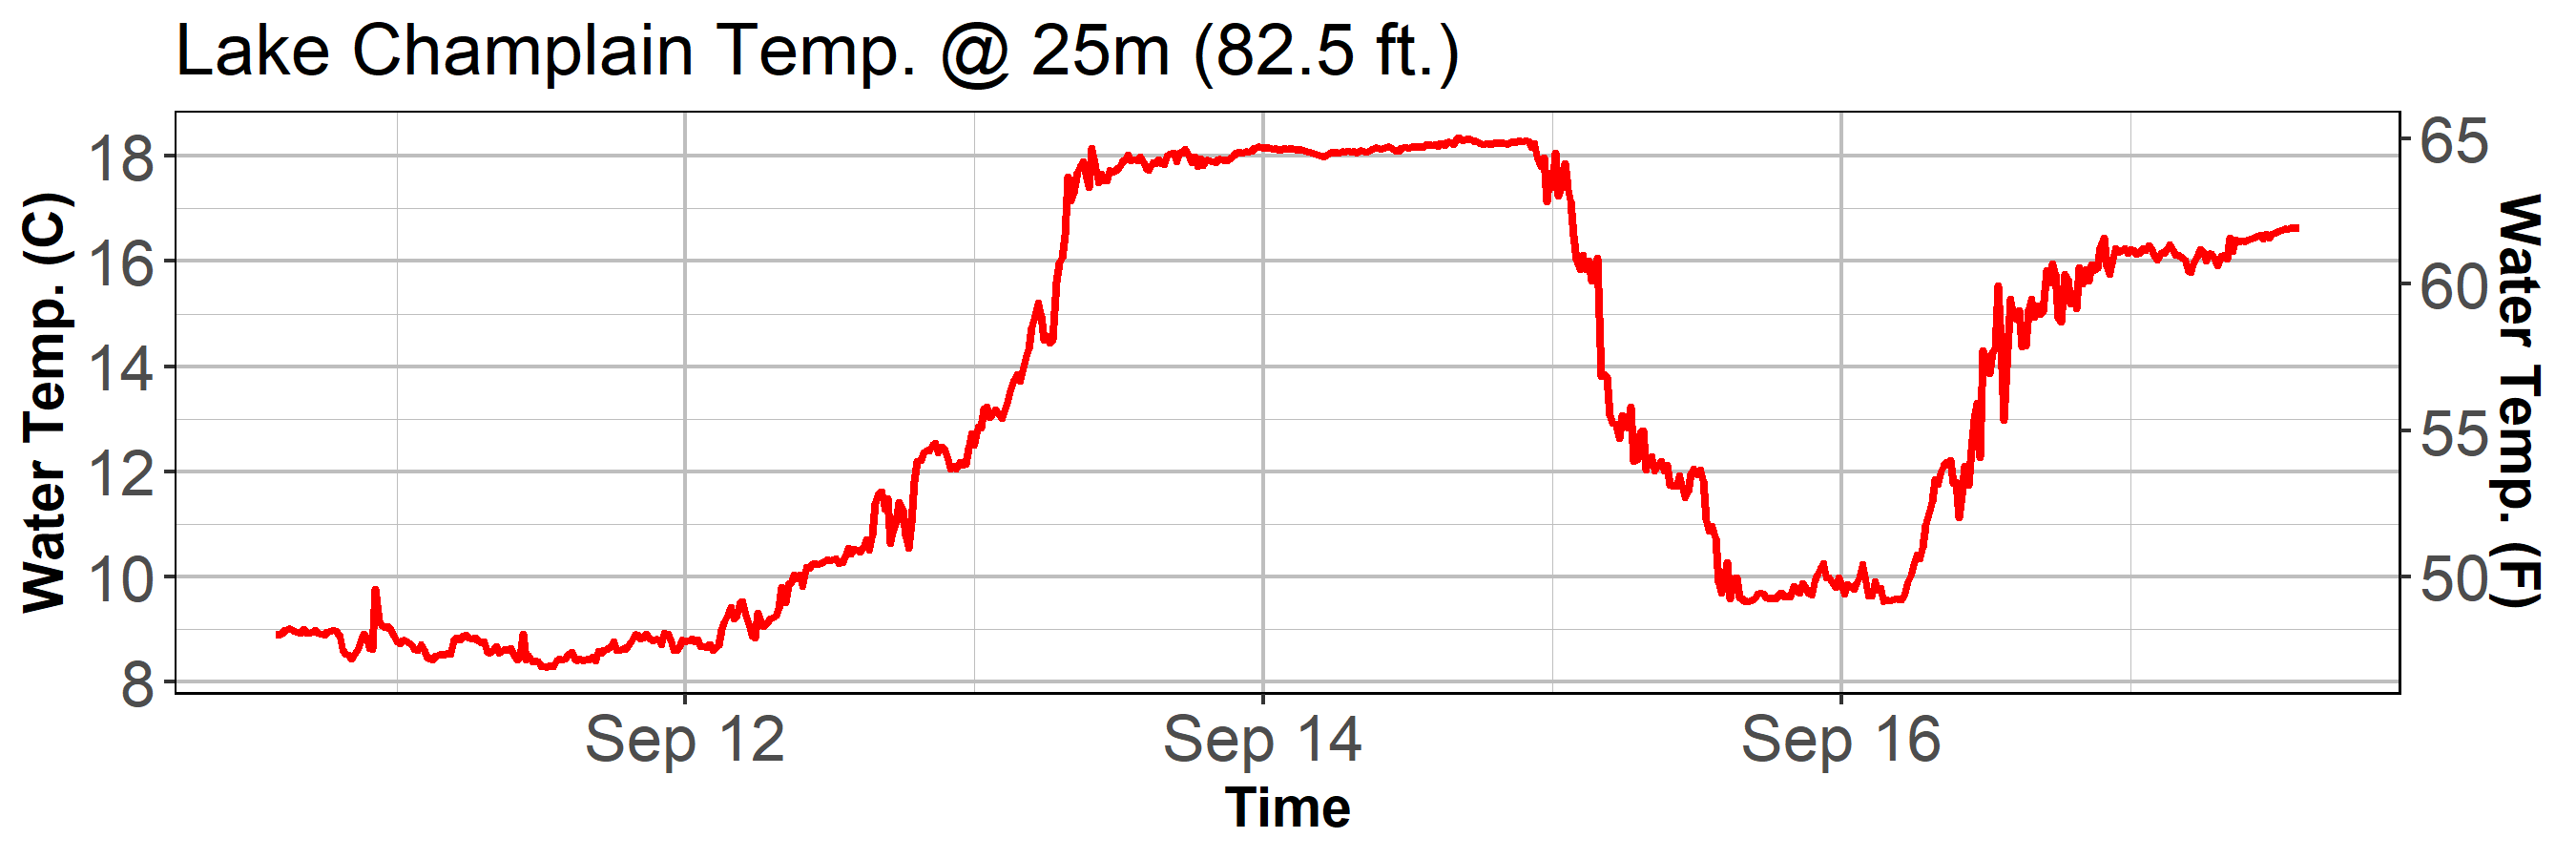 Lake Champlain Temp. @ 25m (82.5 ft.)
Water Temp. (C)
18
16
14
12
10
8
65
60
55
50
Water Temp. (F)
Sep 12 Sep 14 Sep 16
Time